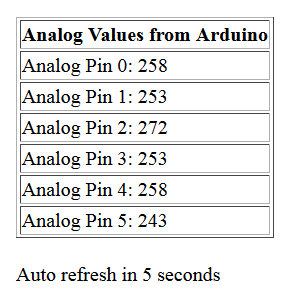 Analog Values from Arduino
Analog Pin 0: 258
Analog Pin 1: 253
Analog Pin 2: 272
Analog Pin 3: 253
Analog Pin 4: 258
Analog Pin 5: 243
Auto refresh in 5 seconds